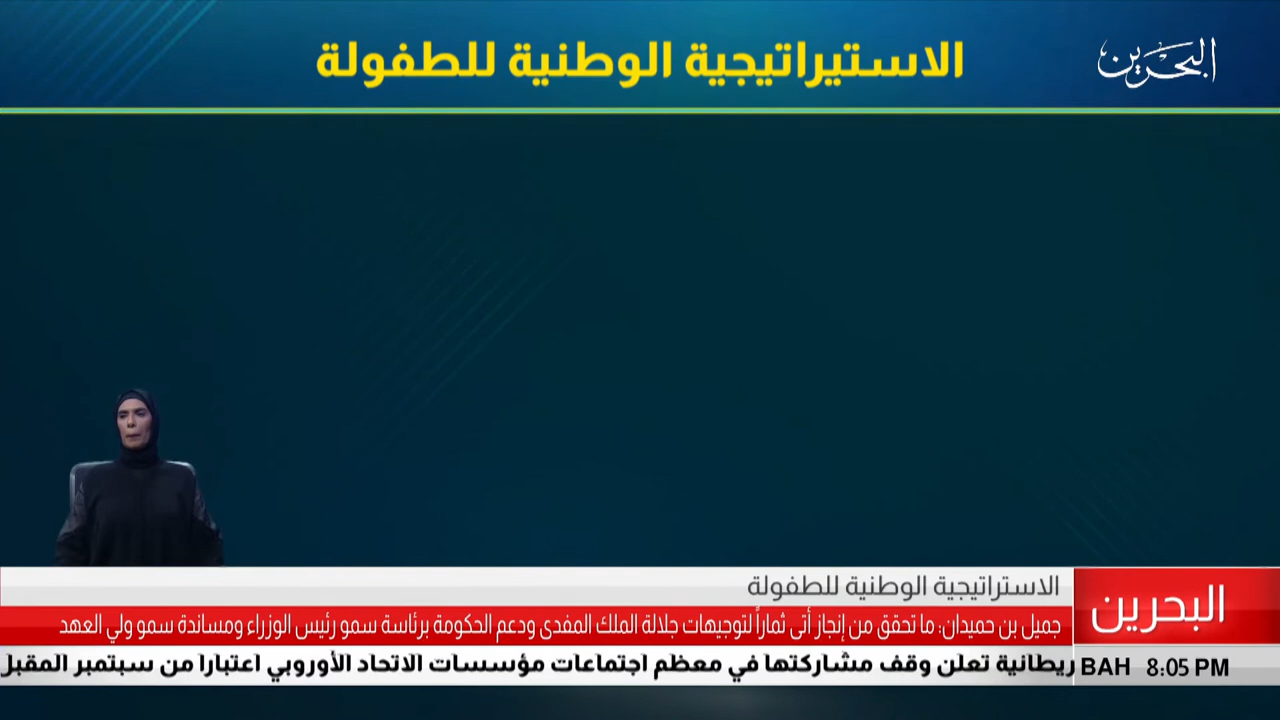 الاستيراتيجية الوطنية للطفولة
البحرين
الاستراتيجية الوطنية للطفولة
البحرين
جميل بن حميدان: ما تحقق من إنجاز أتى ثماراً لتوجيهات جلالة الملك المفدى ودعم الحكومة برئاسة سمو رئيس الوزراء ومساندة سمو ولي العهد
ريطانية تعلن وقف مشاركتها في معظم اجتماعات مؤسسات الاتحاد الأوروبي اعتبارا من سبتمبر المقبل
BAH 8:05 PM